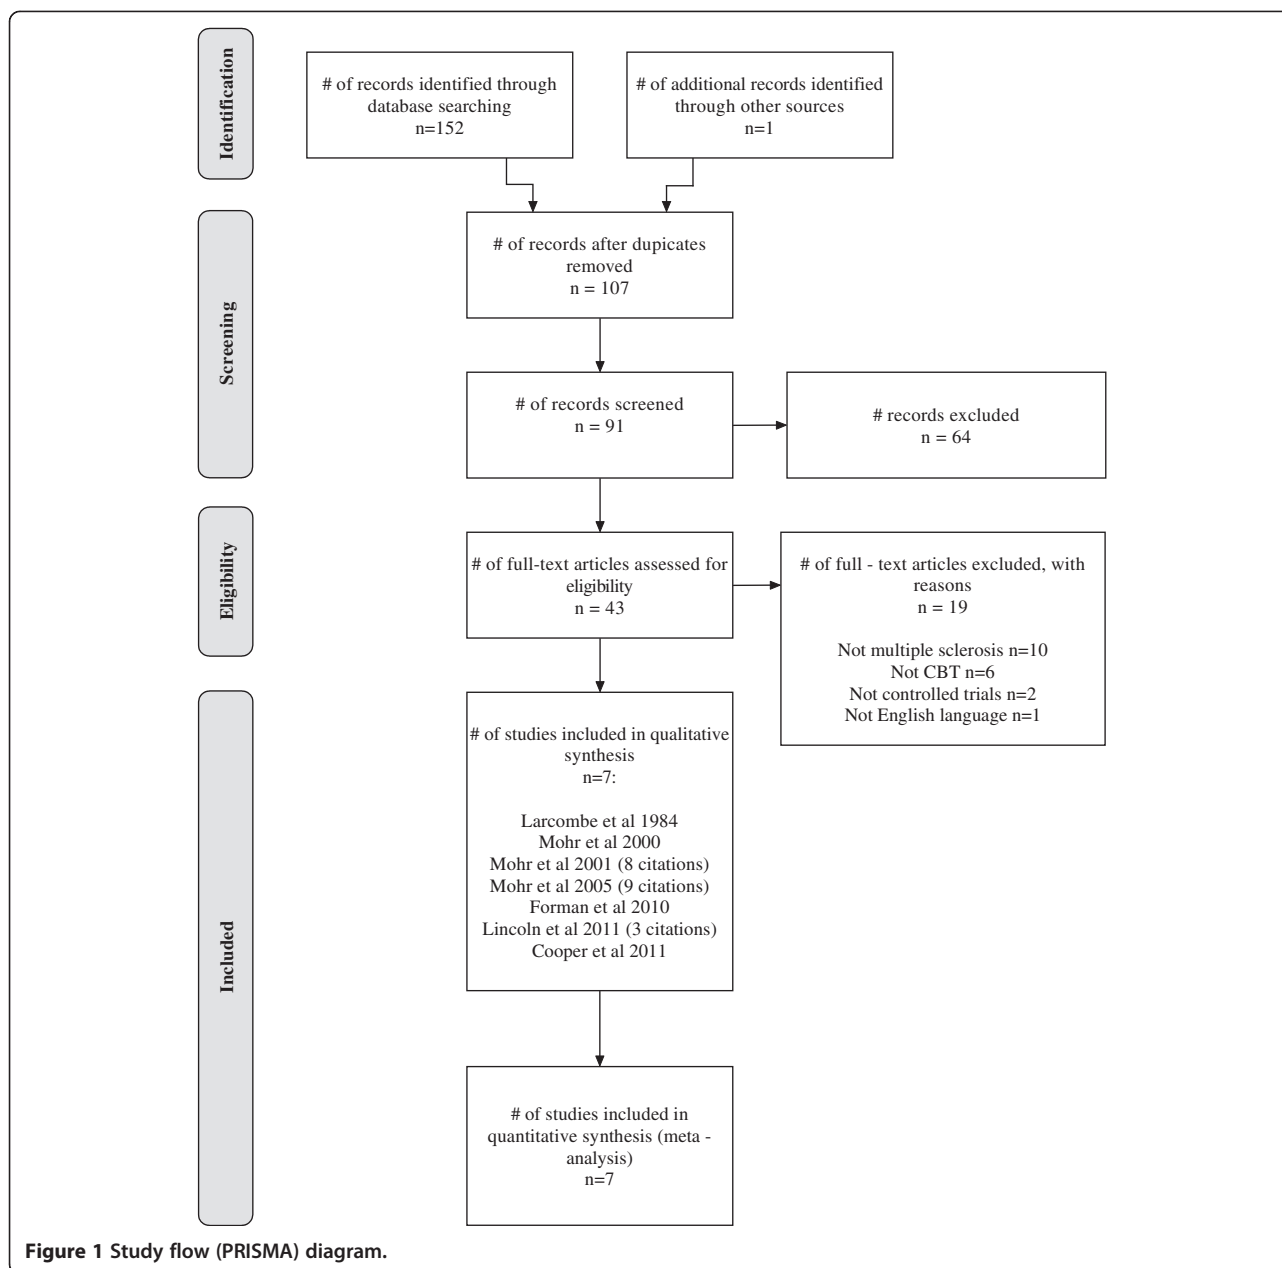 Identification
# of records identified through
database searching
n=152
# of additional records identified
through other sources
n=1
Screening
# of records after dupicates
removed
n = 107
# of records screened
n = 91
# records excluded
n = 64
Eligibility
# of full-text articles assessed for
eligibility
n = 43
# of full - text articles excluded, with
reasons
n = 19
Not multiple sclerosis n=10
Not CBT n=6
Not controlled trials n=2
Not English language n=1
Included
# of studies included in qualitative
synthesis
n=7:
Larcombe et al 1984
Mohr et al 2000
Mohr et al 2001 (8 citations)
Mohr et al 2005 (9 citations)
Forman et al 2010
Lincoln et al 2011 (3 citations)
Cooper et al 2011
# of studies included in
quantitative synthesis (meta -
analysis)
n=7
Figure 1 Study flow (PRISMA) diagram.